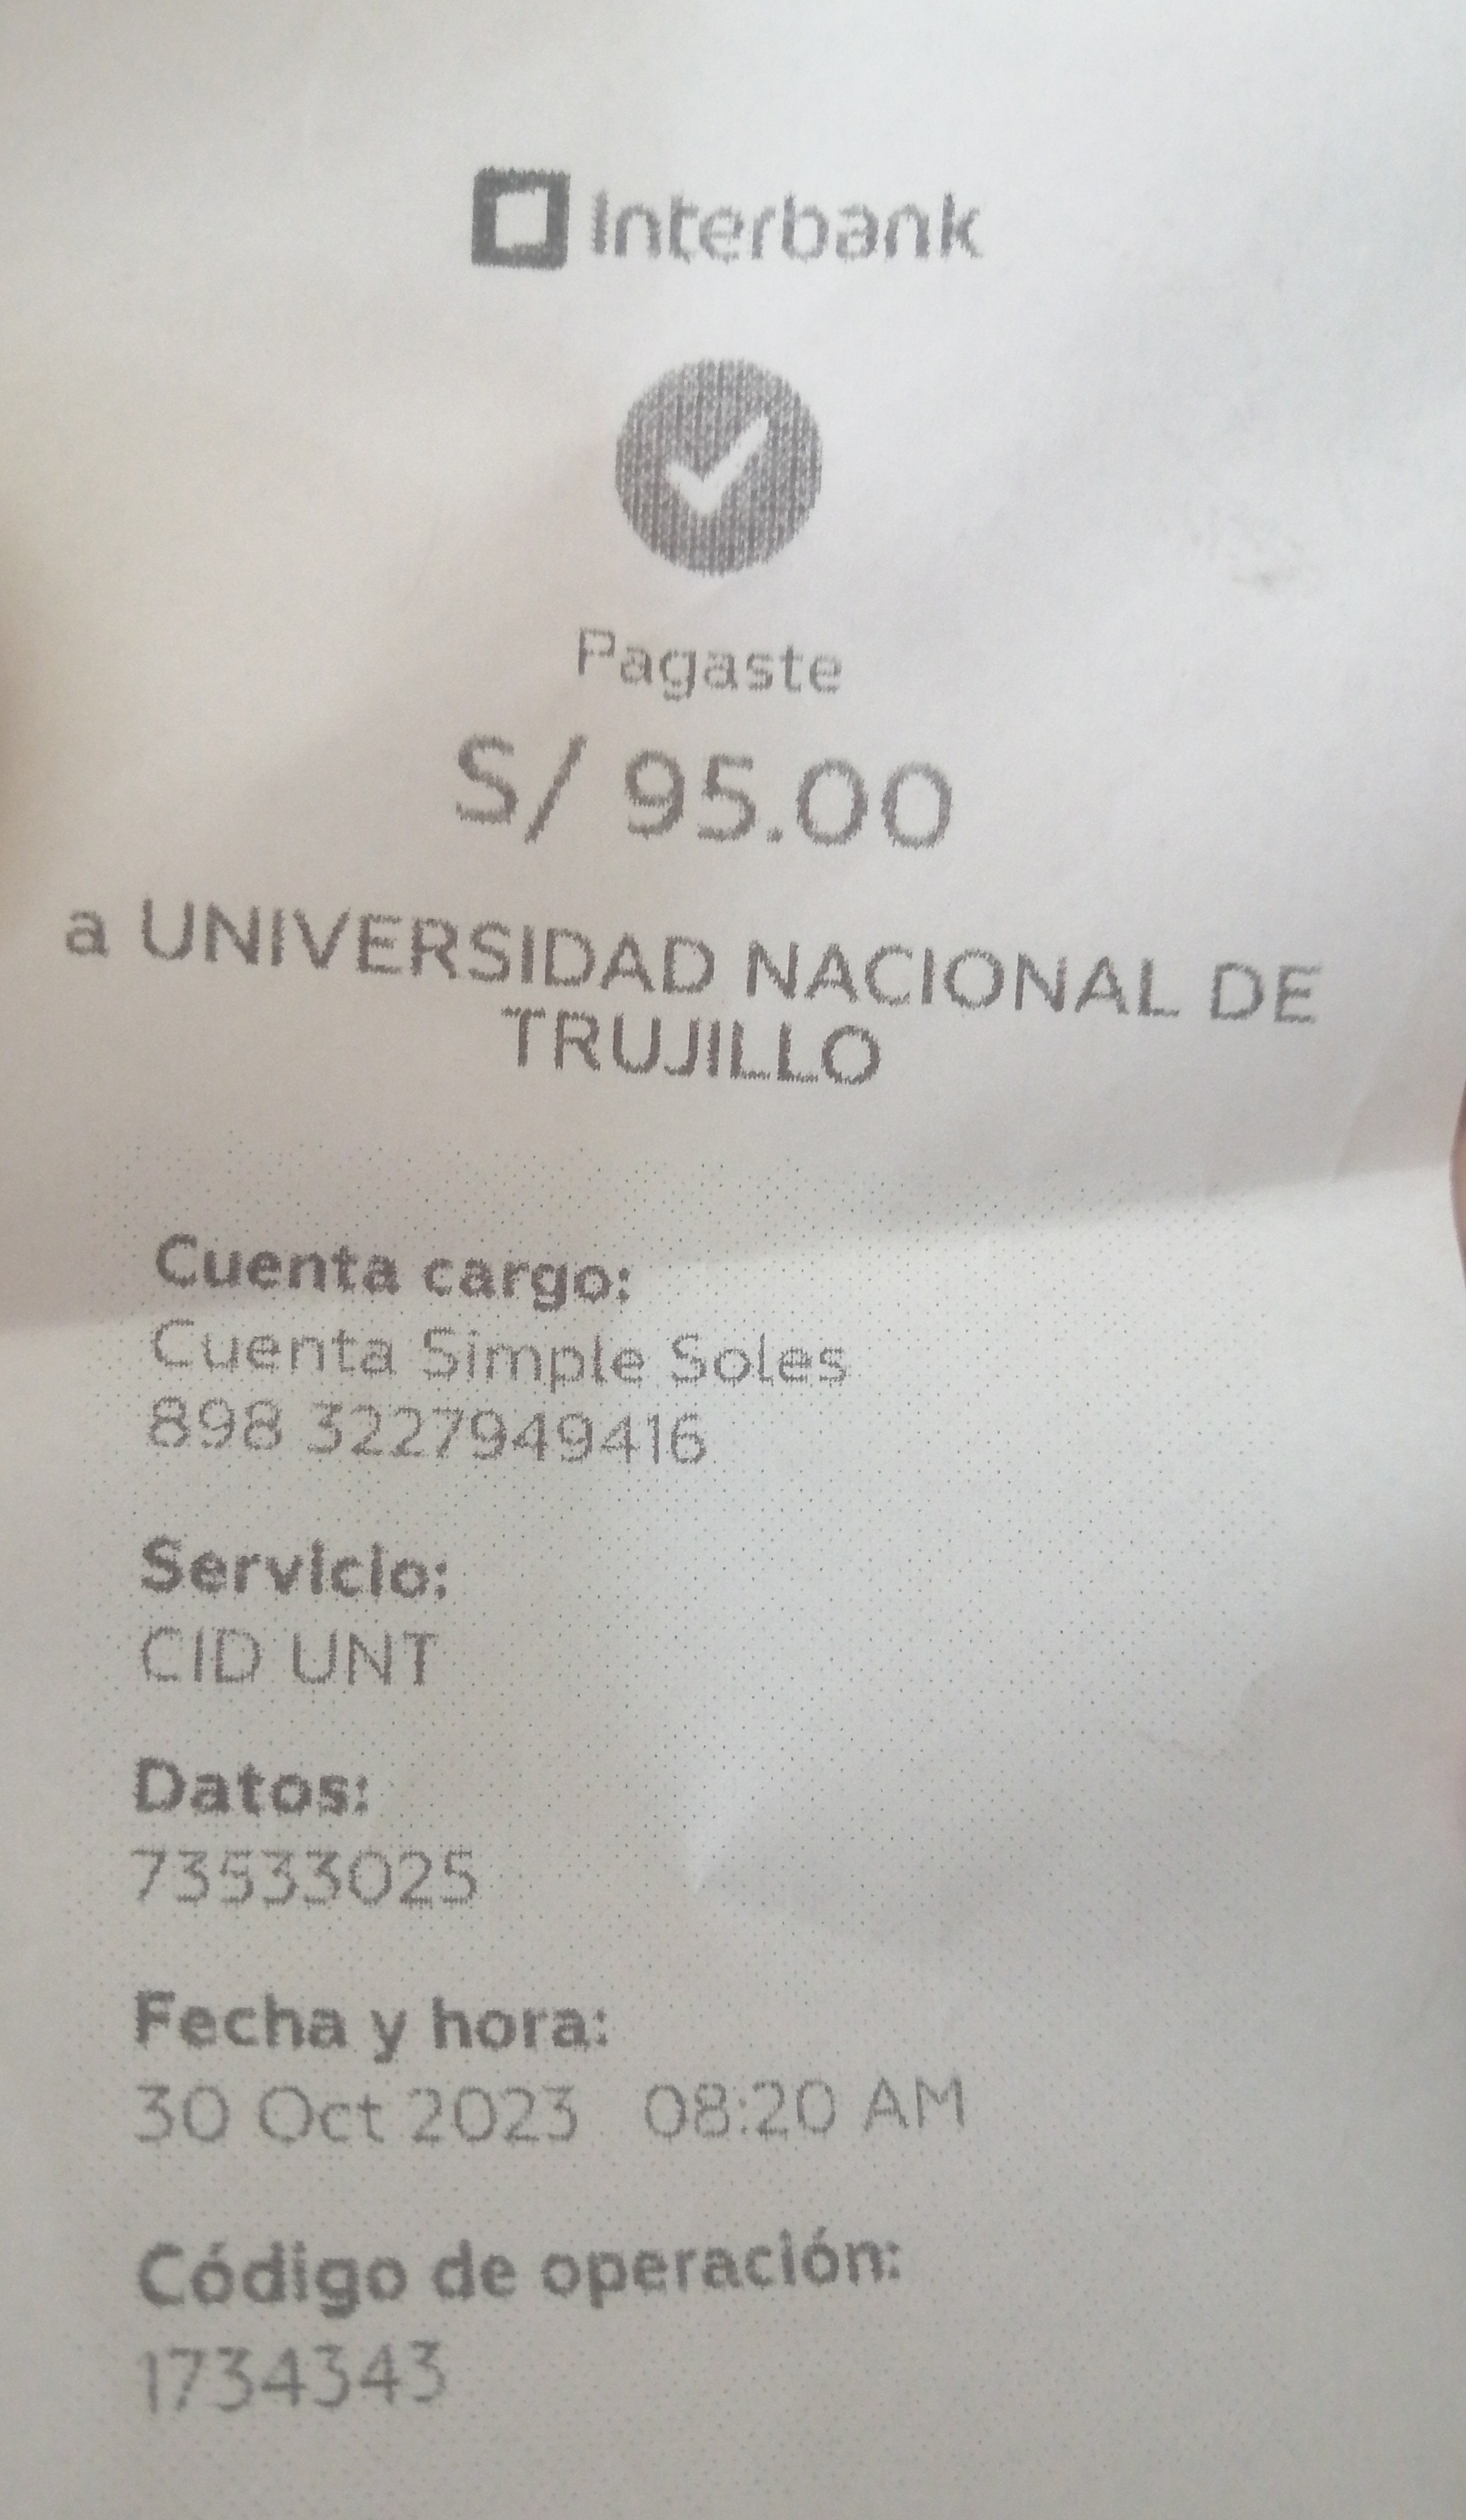 Interbank
Pagaste
S/ 95.00
a UNIVERSIDAD NACIONAL DE
TRUJILLO
Cuenta cargo:
Cuenta Simple Soles
898 3227949416
Servicio:
CID UNT
Datos:
73533025
Fecha y hora:
30 Oct 2023 08:20 AM
Código de operación:
1734343